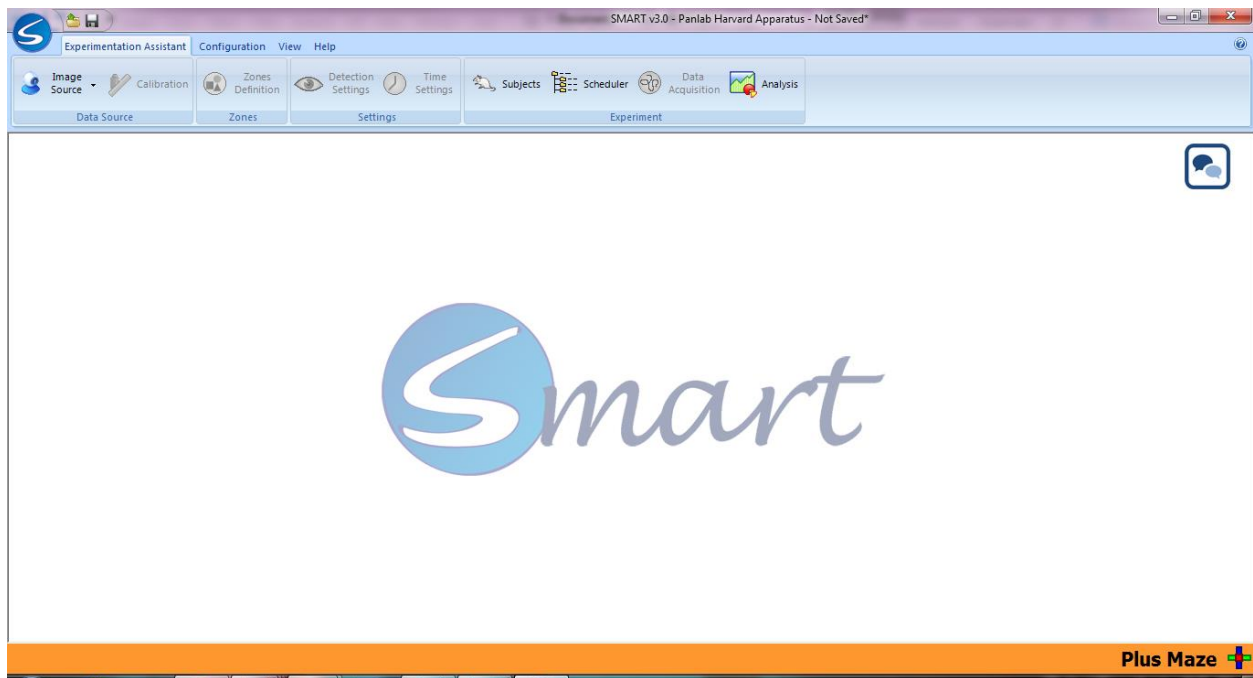 SMART v3.0 - Panlab Harvard Apparatus - Not Saved*
Experimentation Assistant Configuration View Help
Image Source
Calibration
Zones Definition
Detection Settings
Time Settings
Subjects
Scheduler
Data Acquisition
Analysis
Data Source Zones Settings Experiment
Smart
Plus Maze